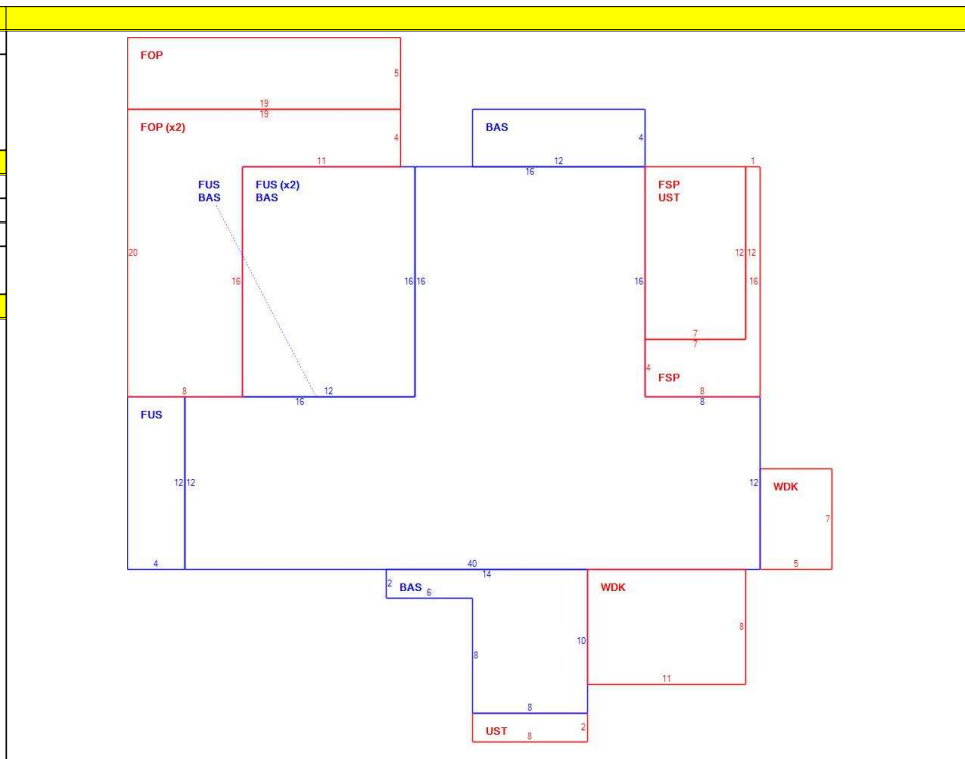 FOP
5
19
19
FOP (x2)
4
BAS
4
11
12
1
16
FUS
BAS
FUS (x2)
BAS
FSP
UST
20
16
16 16
16
12 12
16
7
7
4
FSP
8
12
8
16
8
FUS
12 12
12
WDK
7
4
40
5
14
2
BAS
6
WDK
10
8
8
11
8
UST
8
2